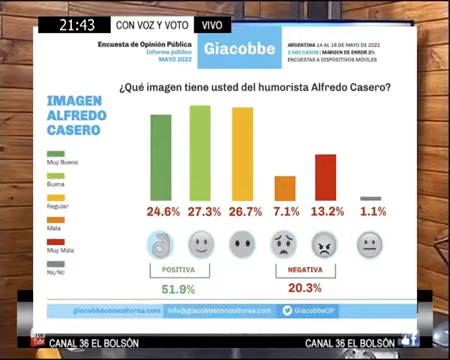 21:43 CON VOZ Y VOTO VIVO
Encuesta de Opinión Pública
Informe público
MAYO 2022
Giacobbe
ARGENTINA 14 AL 18 DE MAYO DE 2022
2.000 CASOS | MARGEN DE ERROR 2%
ENCUESTAS A DISPOSITIVOS MÓVILES
¿Qué imagen tiene usted del humorista Alfredo Casero?
IMAGEN
ALFREDO
CASERO
Muy Buena
Buena
Regular
Mala
Muy Mala
Ns/Nc
24.6% 27.3% 26.7% 7.1% 13.2% 1.1%
POSITIVA NEGATIVA
51.9% 20.3%
giacobbeconsultores.com info@giacobbeconsultores.com GiacobbeOP
You
Tube
CANAL 36 EL BOLSÓN CANAL 36 EL BOLSÓN f